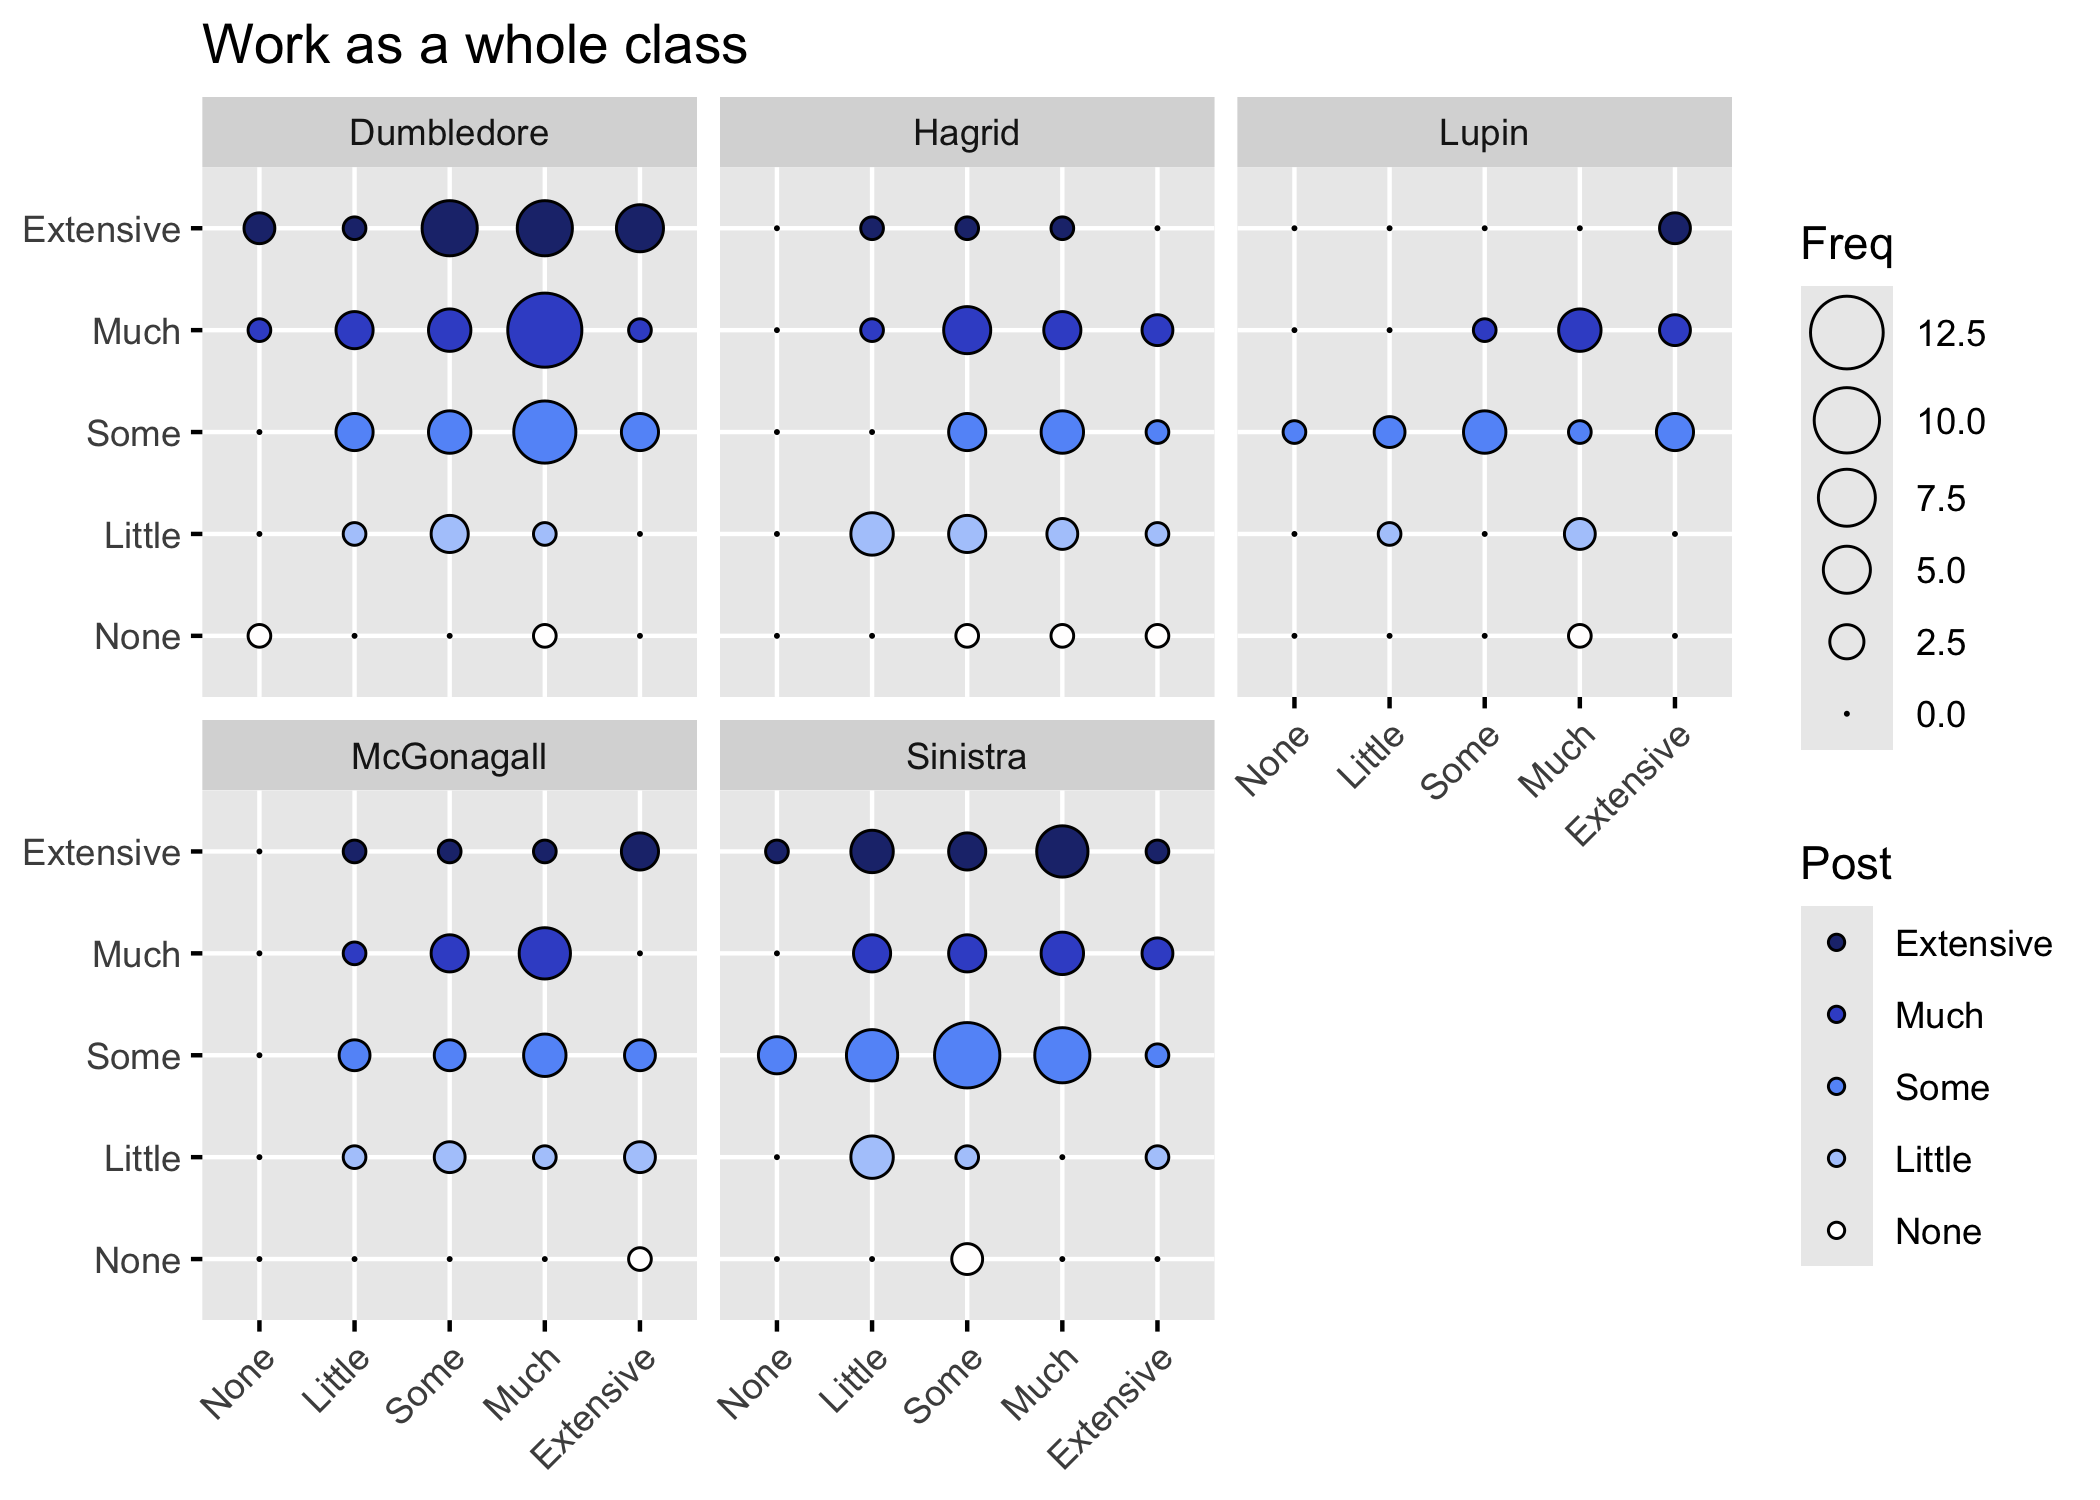 Work as a whole class
Dumbledore
Hagrid
Lupin
Extensive
Much
Some
Little
None
None
Little
Some
Much
Extensive
McGonagall
Sinistra
Extensive
Much
Some
Little
None
None
Little
Some
Much
Extensive
None
Little
Some
Much
Extensive
Freq
12.5
10.0
7.5
5.0
2.5
0.0
Post
Extensive
Much
Some
Little
None